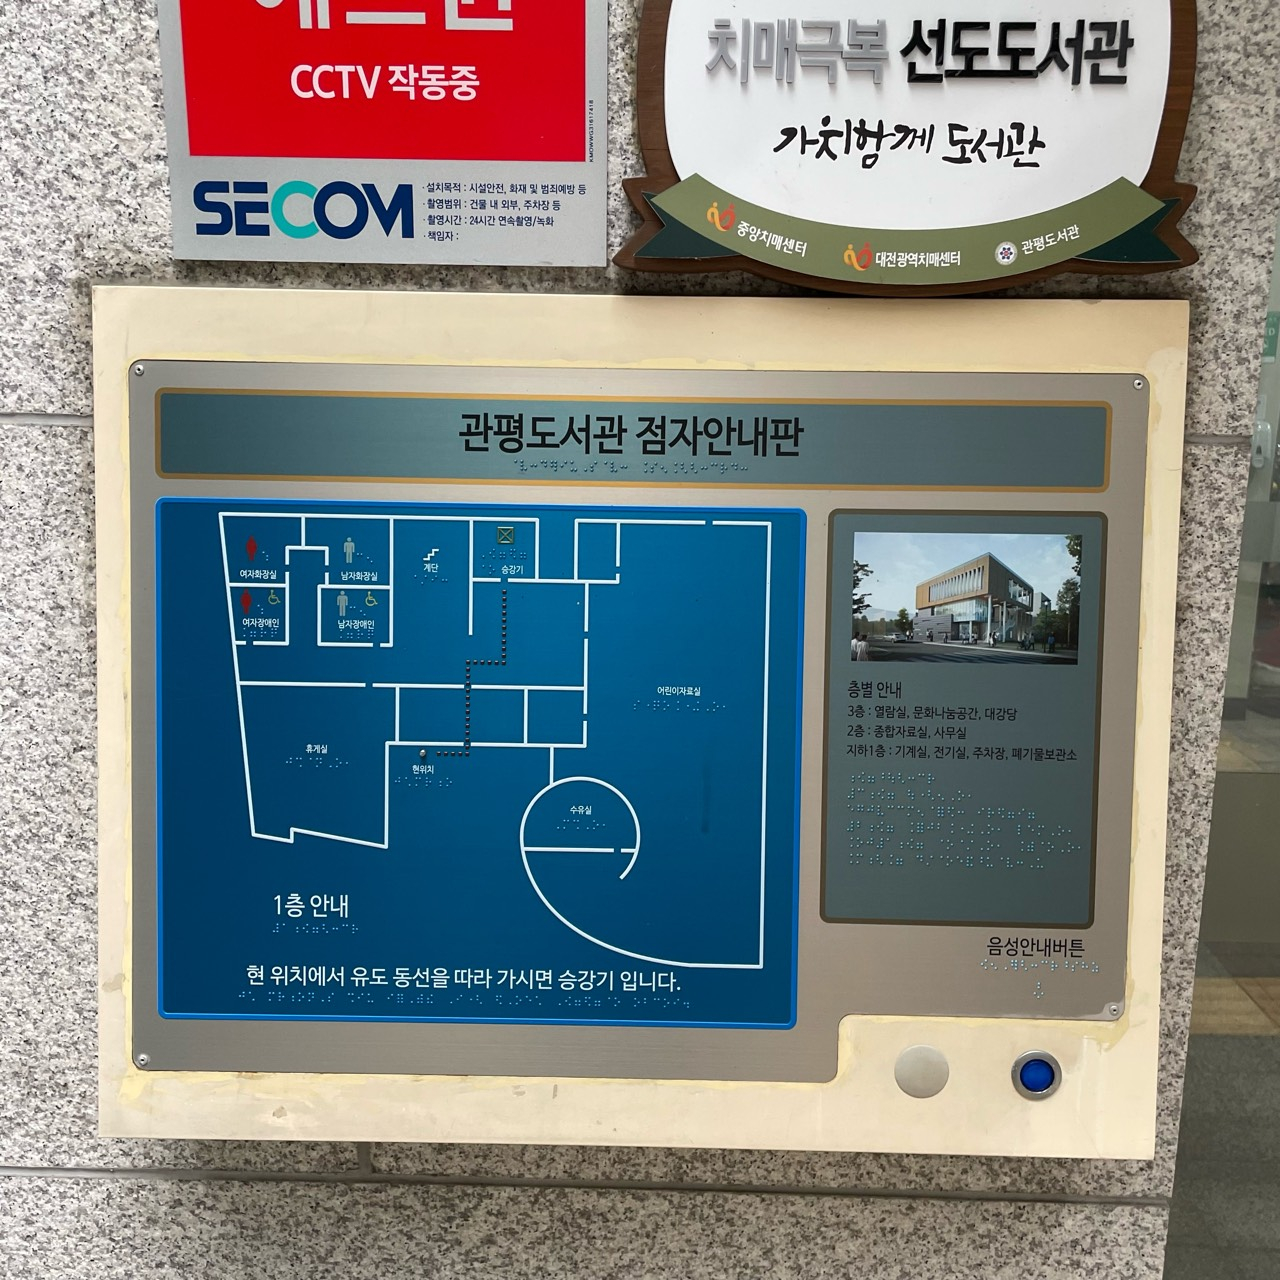 CCTV 작동중
KMOWWG31617418
SECOM
· 설치목적 : 시설안전, 화재 및 범죄예방 등
· 촬영범위 : 건물 내 외부, 주차장 등
· 촬영시간 : 24시간 연속촬영/녹화
· 책임자 :
치매극복 선도도서관
가치함께 도서관
중앙치매센터
대전광역치매센터
관평도서관
관평도서관 점자안내판
여자화장실
남자화장실
계단
승강기
여자장애인
남자장애인
어린이자료실
휴게실
현위치
수유실
1층 안내
현 위치에서 유도 동선을 따라 가시면 승강기 입니다.
층별 안내
3층 : 열람실, 문화나눔공간, 대강당
2층 : 종합자료실, 사무실
지하1층 : 기계실, 전기실, 주차장, 폐기물보관소
음성안내버튼